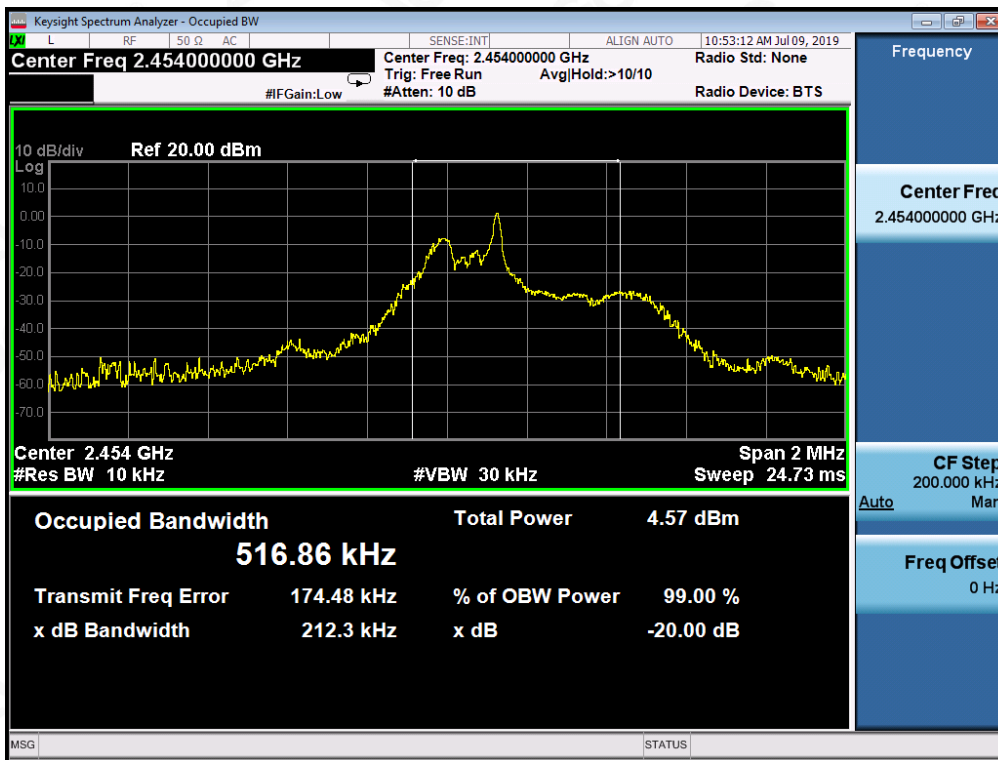 Keysight Spectrum Analyzer - Occupied BW
LXI L RF 50 Ω AC SENSE:INT ALIGN AUTO 10:53:12 AM Jul 09, 2019
Center Freq 2.454000000 GHz
Center Freq: 2.454000000 GHz Radio Std: None
Trig: Free Run Avg|Hold:>10/10
#IFGain:Low #Atten: 10 dB Radio Device: BTS
10 dB/div Ref 20.00 dBm
Log
10.0
0.00
-10.0
-20.0
-30.0
-40.0
-50.0
-60.0
-70.0
Center 2.454 GHz Span 2 MHz
#Res BW 10 kHz #VBW 30 kHz Sweep 24.73 ms
Occupied Bandwidth Total Power 4.57 dBm
516.86 kHz
Transmit Freq Error 174.48 kHz % of OBW Power 99.00 %
x dB Bandwidth 212.3 kHz x dB -20.00 dB
MSG STATUS
Frequency
Center Freq
2.454000000 GHz
CF Step
200.000 kHz
Auto Man
Freq Offset
0 Hz